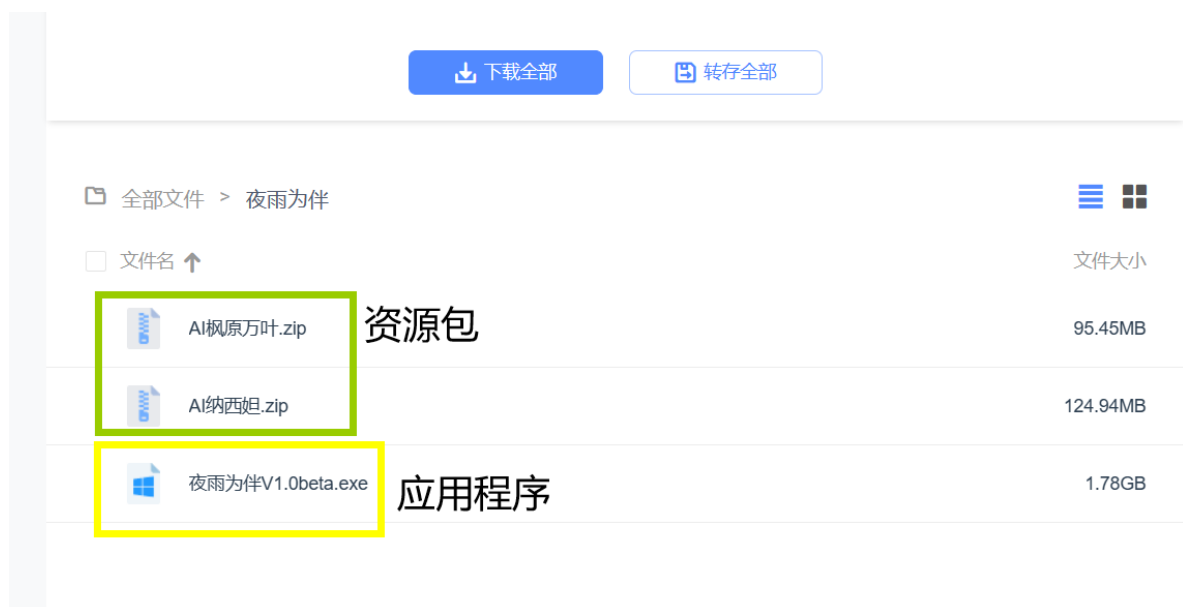 下载全部 转存全部
全部文件 > 夜雨为伴
文件名 文件大小
AI枫原万叶.zip 资源包 95.45MB
AI纳西妲.zip 124.94MB
夜雨为伴V1.0beta.exe 应用程序 1.78GB